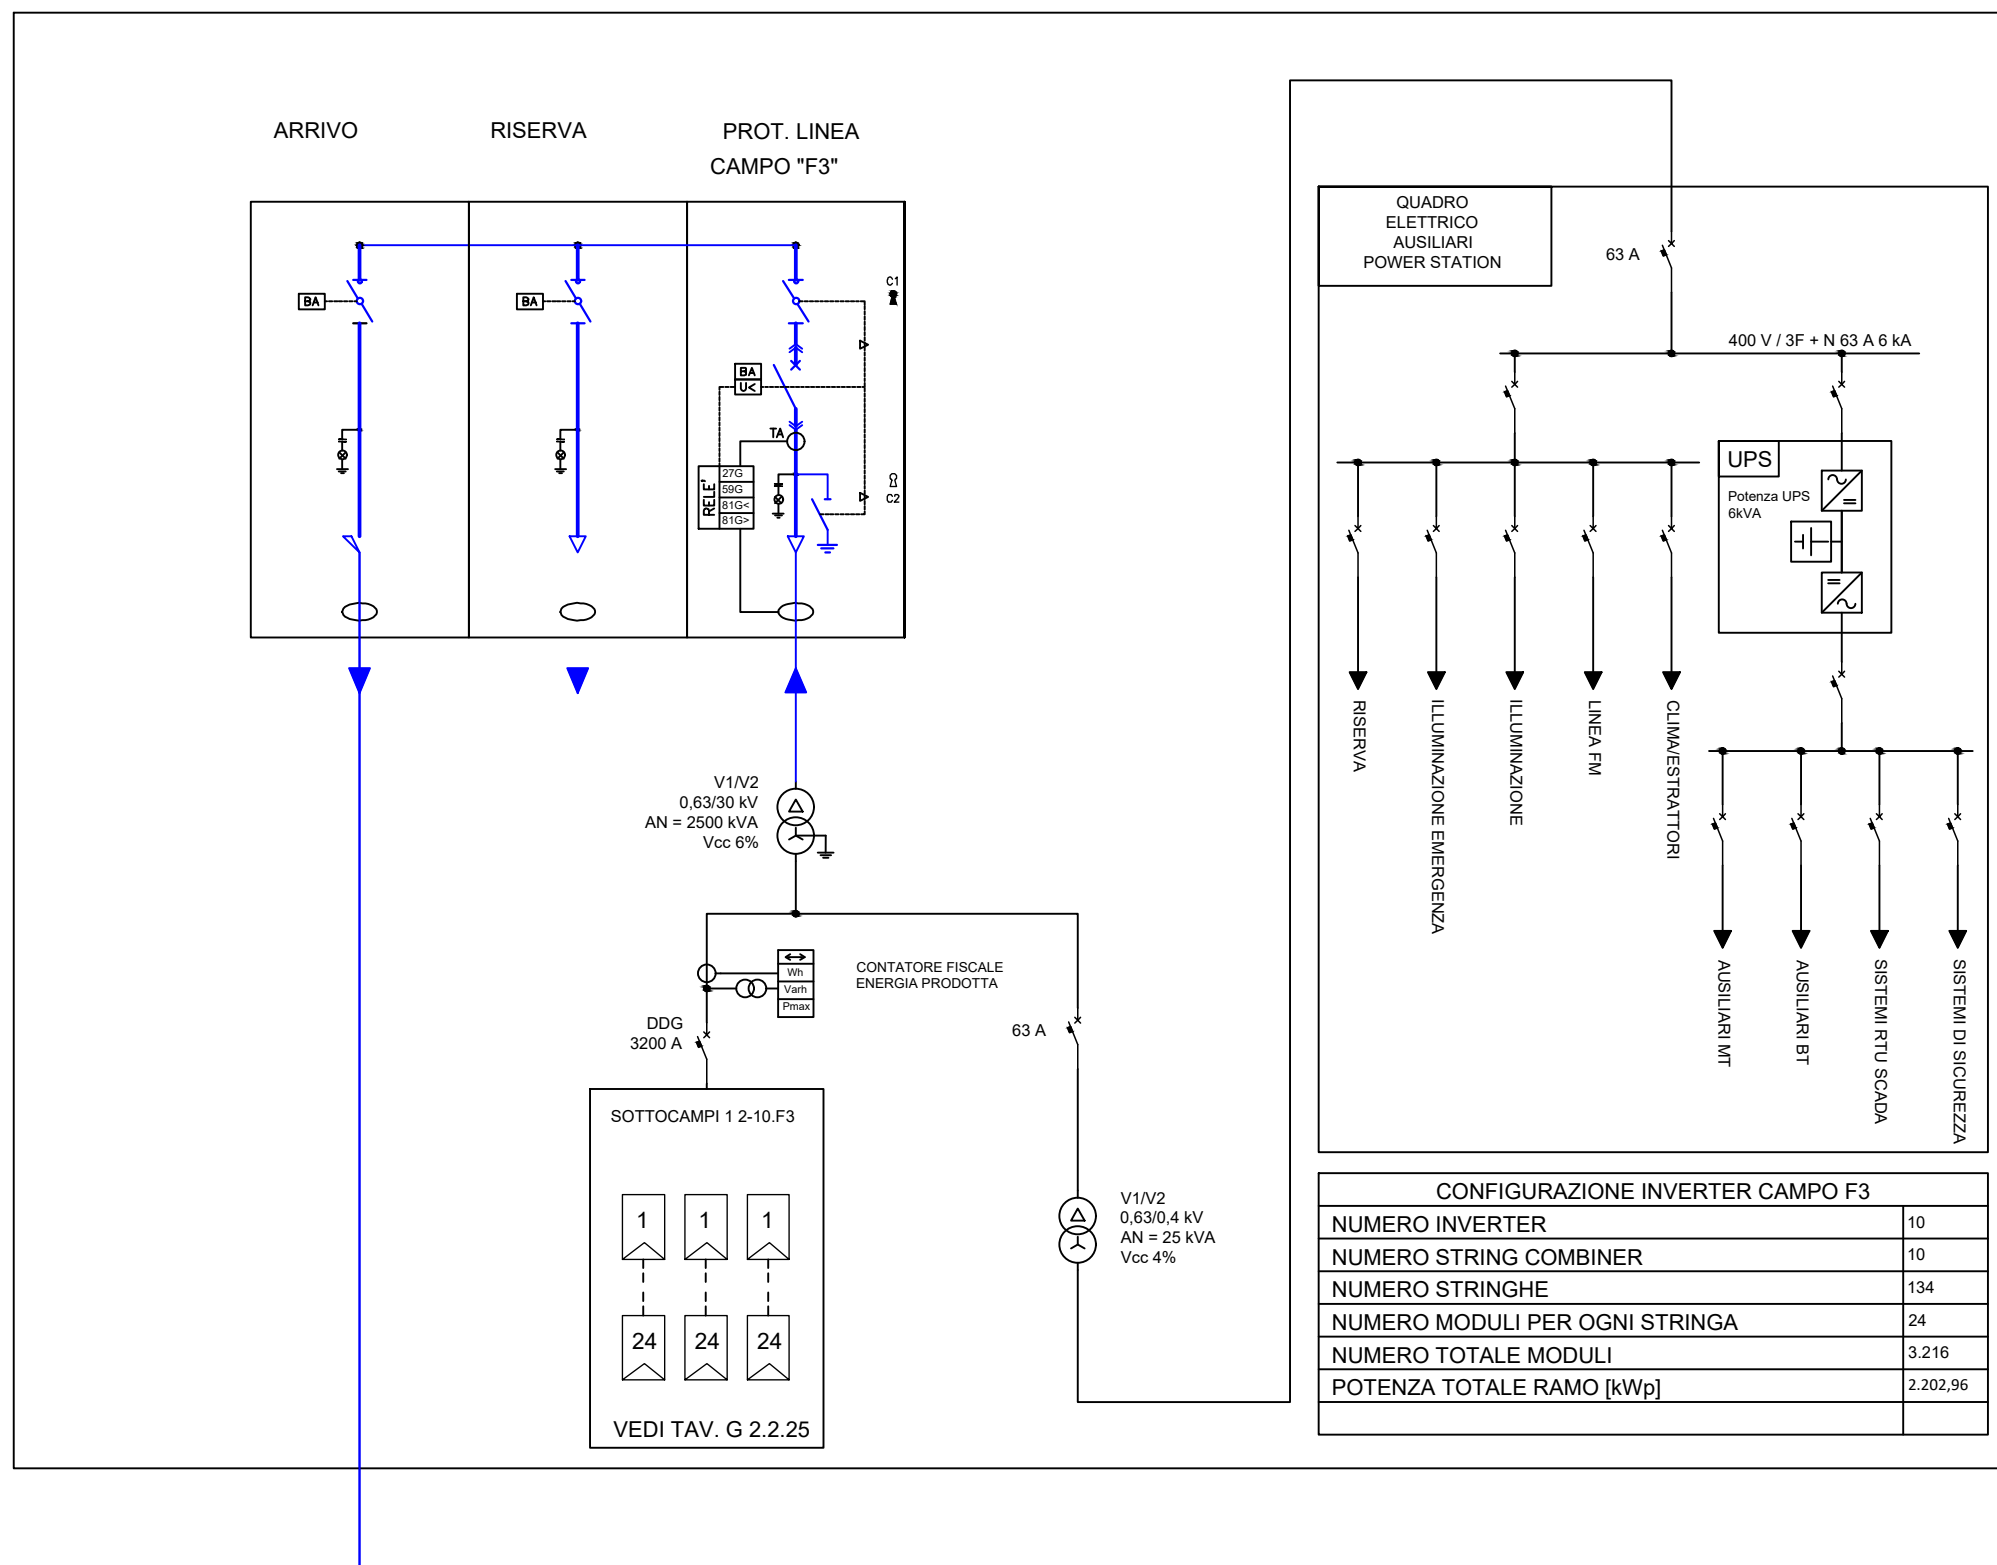 ARRIVO
RISERVA
PROT. LINEA
CAMPO "F3"
BA
BA
C1
BA
U<
TA
RELE'
27G
59G
81G<
81G>
C2
V1/V2
0,63/30 kV
AN = 2500 kVA
Vcc 6%
Wh
Varh
Pmax
CONTATORE FISCALE
ENERGIA PRODOTTA
DDG
3200 A
63 A
SOTTOCAMPI 1 2-10.F3
1
1
1
24
24
24
VEDI TAV. G 2.2.25
V1/V2
0,63/0,4 kV
AN = 25 kVA
Vcc 4%
QUADRO
ELETTRICO
AUSILIARI
POWER STATION
63 A
400 V / 3F + N 63 A 6 kA
UPS
Potenza UPS
6kVA
RISERVA
ILLUMINAZIONE EMERGENZA
ILLUMINAZIONE
LINEA FM
CLIMA/ESTRATTORI
AUSILIARI MT
AUSILIARI BT
SISTEMI RTU SCADA
SISTEMI DI SICUREZZA
CONFIGURAZIONE INVERTER CAMPO F3
NUMERO INVERTER 10
NUMERO STRING COMBINER 10
NUMERO STRINGHE 134
NUMERO MODULI PER OGNI STRINGA 24
NUMERO TOTALE MODULI 3.216
POTENZA TOTALE RAMO [kWp] 2.202,96